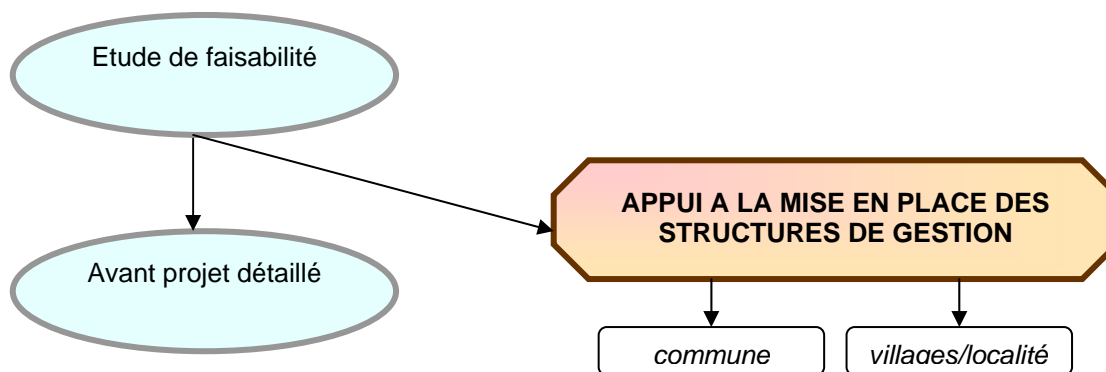 Etude de faisabilité
APPUI A LA MISE EN PLACE DES
STRUCTURES DE GESTION
Avant projet détaillé
commune
villages/localité